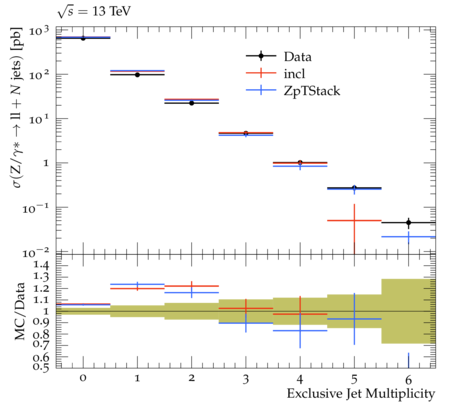 √s = 13 TeV
σ(Z/γ* → ll + N jets) [pb]
10³
10²
10¹
1
10⁻¹
10⁻²
Data
incl
ZpTStack
MC/Data
1.4
1.3
1.2
1.1
1
0.9
0.8
0.7
0.6
0.5
0 1 2 3 4 5 6
Exclusive Jet Multiplicity